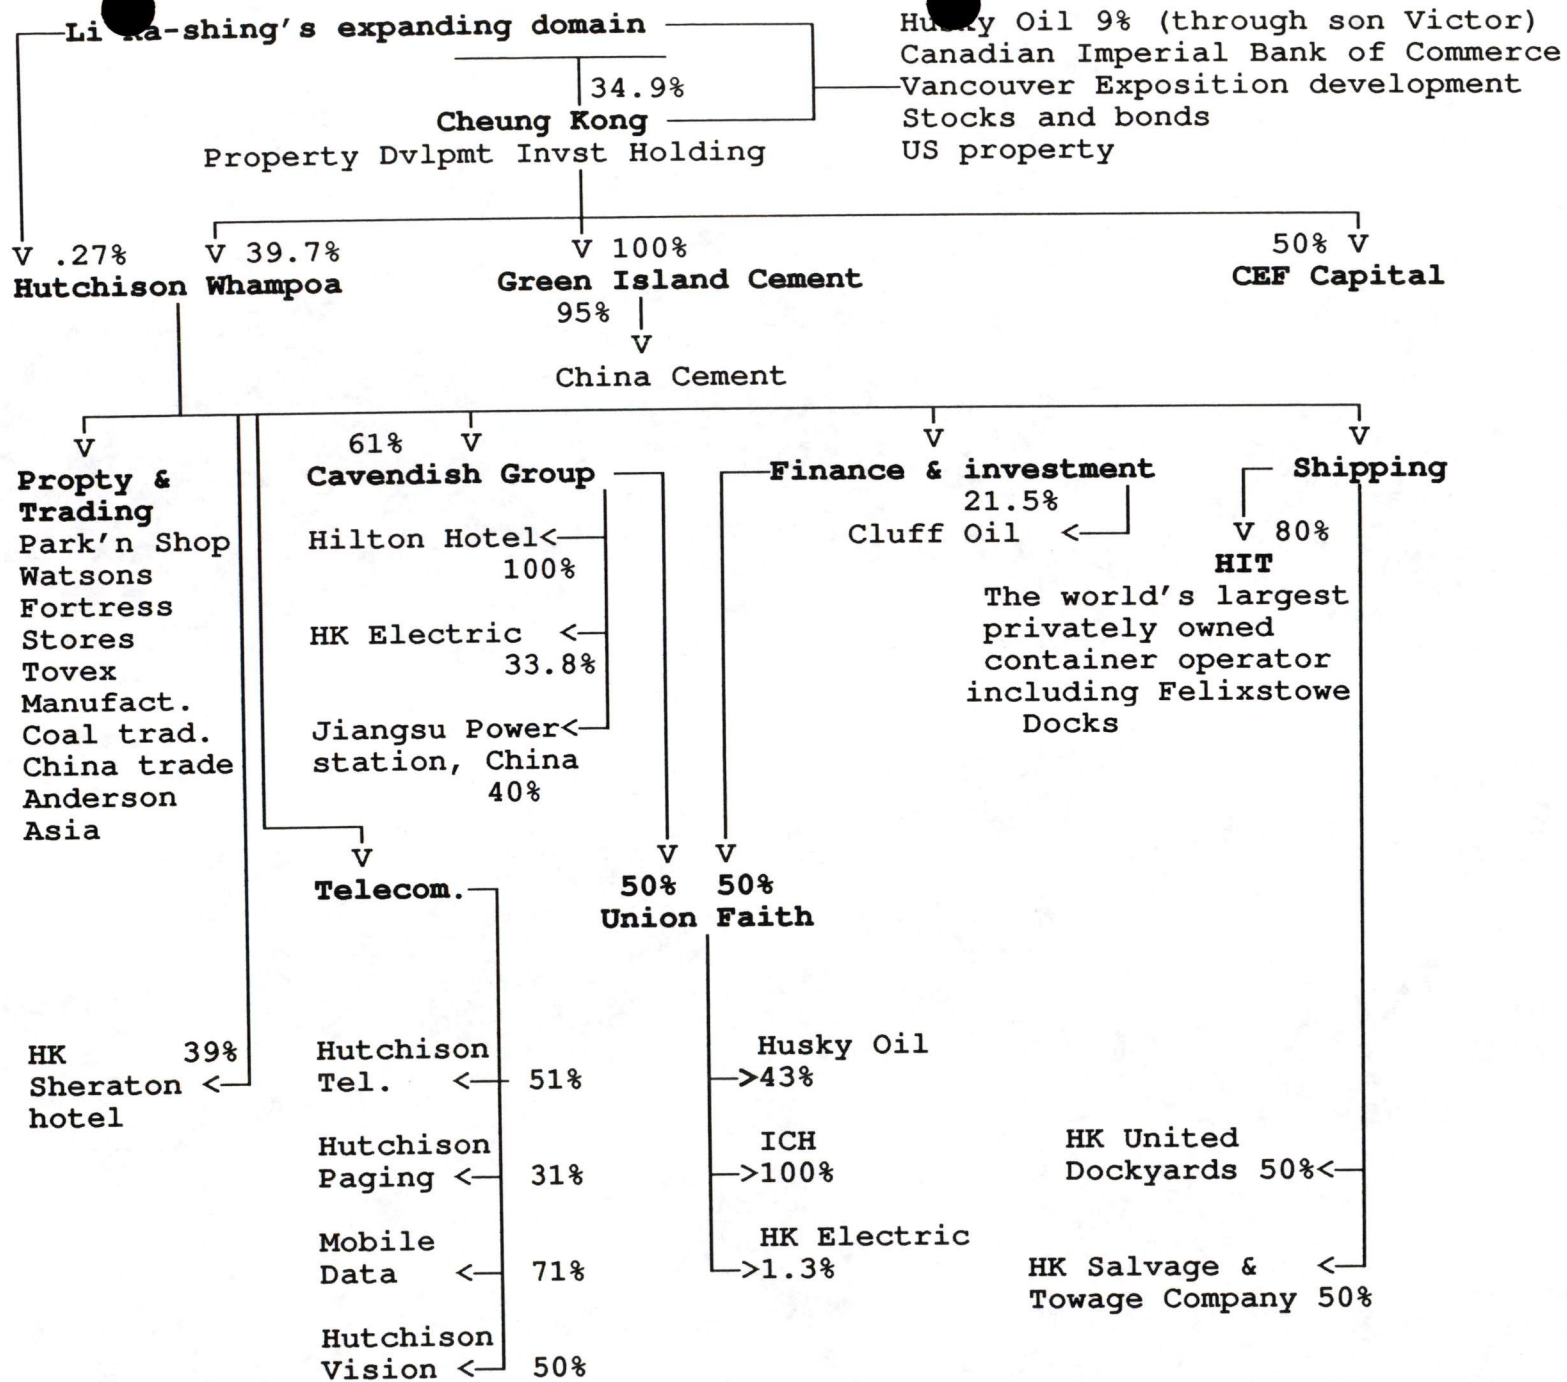 Li Ka-shing's expanding domain
Husky Oil 9% (through son Victor)
Canadian Imperial Bank of Commerce
Vancouver Exposition development
Stocks and bonds
US property
34.9%
Cheung Kong
Property Dvlpmt Invst Holding
V .27%
V 39.7%
Hutchison Whampoa
V 100%
Green Island Cement
95%
V
China Cement
50% V
CEF Capital
V
Propty &
Trading
Park'n Shop
Watsons
Fortress
Stores
Tovex
Manufact.
Coal trad.
China trade
Anderson
Asia
61% V
Cavendish Group
Hilton Hotel<
100%
HK Electric <
33.8%
Jiangsu Power<
station, China
40%
V
Finance & investment
21.5%
Cluff Oil <
V
Shipping
V 80%
HIT
The world's largest
privately owned
container operator
including Felixstowe
Docks
V
Telecom.
V V
50% 50%
Union Faith
HK 39%
Sheraton <
hotel
Hutchison
Tel. < 51%
Hutchison
Paging < 31%
Mobile
Data < 71%
Hutchison
Vision < 50%
Husky Oil
>43%
ICH
>100%
HK Electric
>1.3%
HK United
Dockyards 50%<
HK Salvage & <
Towage Company 50%